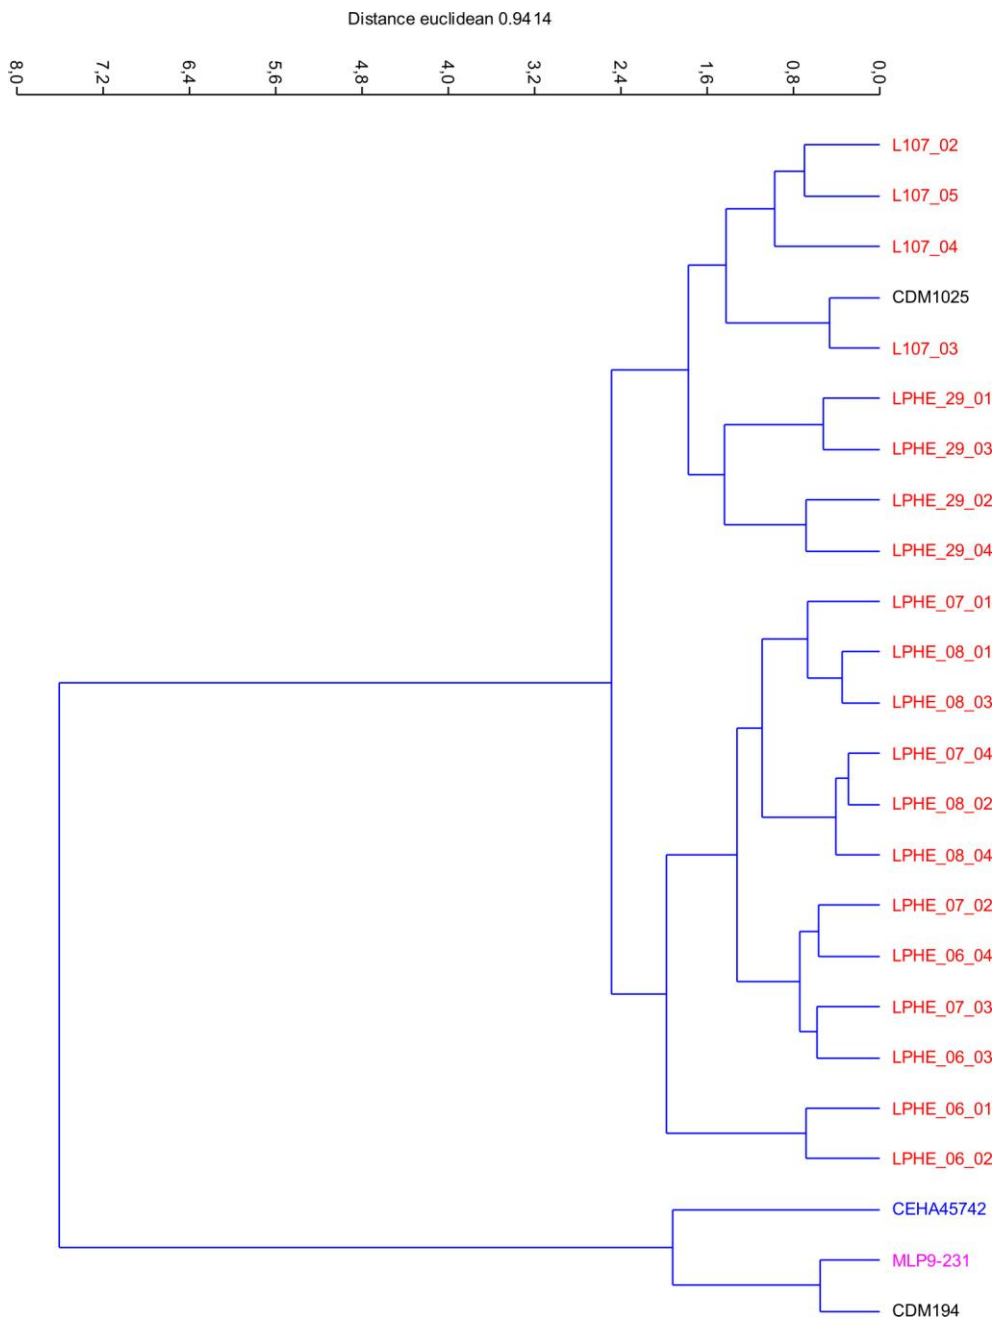 Distance euclidean 0.9414
8,0 7,2 6,4 5,6 4,8 4,0 3,2 2,4 1,6 0,8 0,0
L107_02
L107_05
L107_04
CDM1025
L107_03
LPHE_29_01
LPHE_29_03
LPHE_29_02
LPHE_29_04
LPHE_07_01
LPHE_08_01
LPHE_08_03
LPHE_07_04
LPHE_08_02
LPHE_08_04
LPHE_07_02
LPHE_06_04
LPHE_07_03
LPHE_06_03
LPHE_06_01
LPHE_06_02
CEHA45742
MLP9-231
CDM194